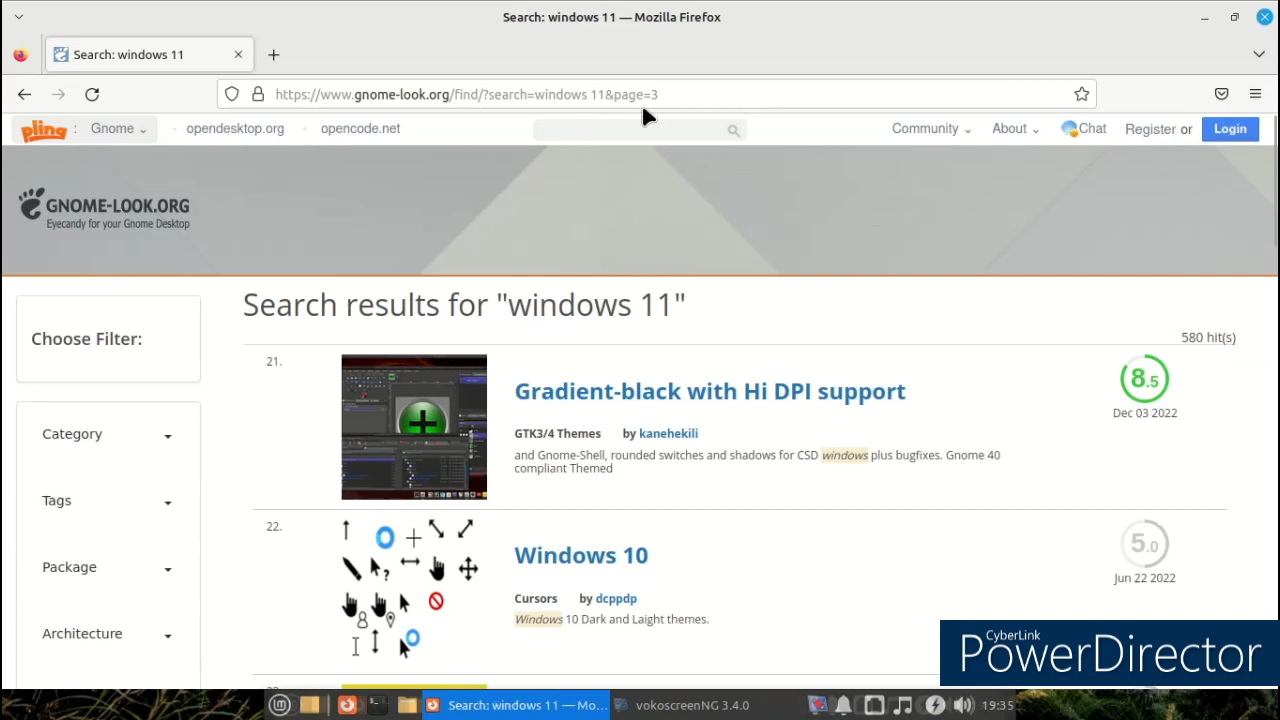 Search: windows 11 — Mozilla Firefox
Search: windows 11
https://www.gnome-look.org/find/?search=windows 11&page=3
pling : Gnome
opendesktop.org
opencode.net
Community
About
Chat
Register or
Login
GNOME-LOOK.ORG
Eyecandy for your Gnome Desktop
Choose Filter:
Category
Tags
Package
Architecture
Search results for "windows 11"
580 hit(s)
21.
Gradient-black with Hi DPI support
GTK3/4 Themes by kanehekili
and Gnome-Shell, rounded switches and shadows for CSD windows plus bugfixes. Gnome 40
compliant Themed
8.5
Dec 03 2022
22.
Windows 10
Cursors by dcppdp
Windows 10 Dark and Laight themes.
5.0
Jun 22 2022
CyberLink
PowerDirector
Search: windows 11 — Mo...
vokoscreenNG 3.4.0
19:35